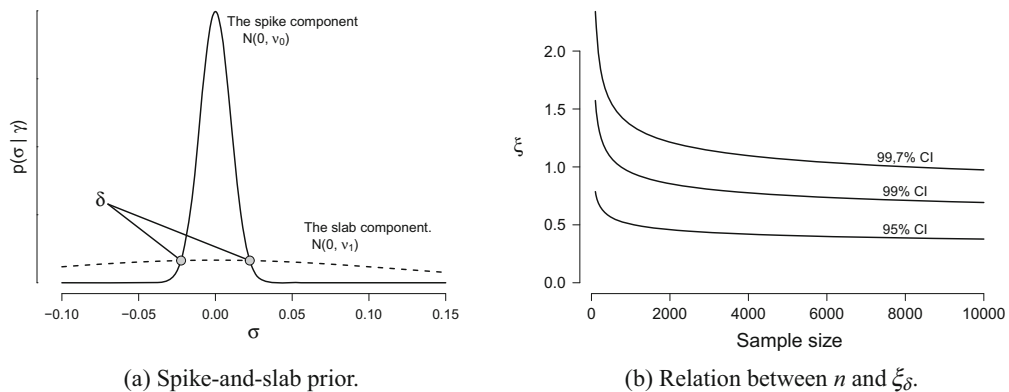 The spike component
N(0, ν₀)
p(σ | γ)
δ
The slab component.
N(0, ν₁)
−0.10 −0.05 0.00 0.05 0.10 0.15
σ
(a) Spike-and-slab prior.
2.0
1.5
1.0
0.5
0.0
ξ
99,7% CI
99% CI
95% CI
0 2000 4000 6000 8000 10000
Sample size
(b) Relation between n and ξδ.